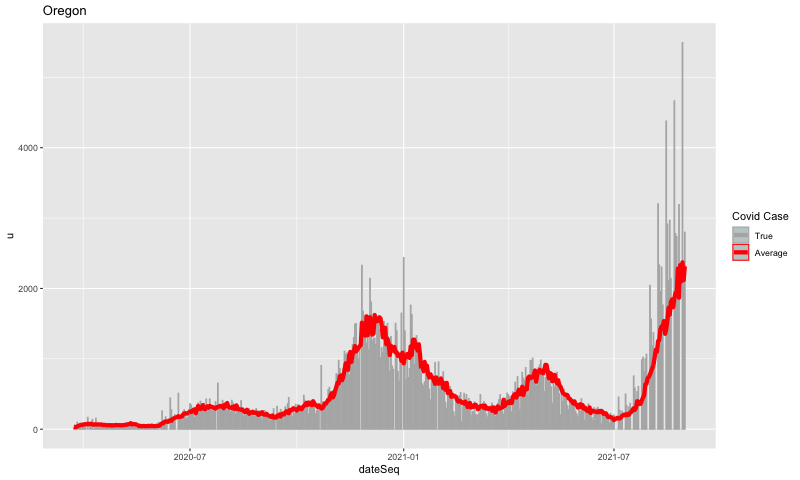 Oregon
4000
2000
0
u
2020-07
2021-01
2021-07
dateSeq
Covid Case
True
Average